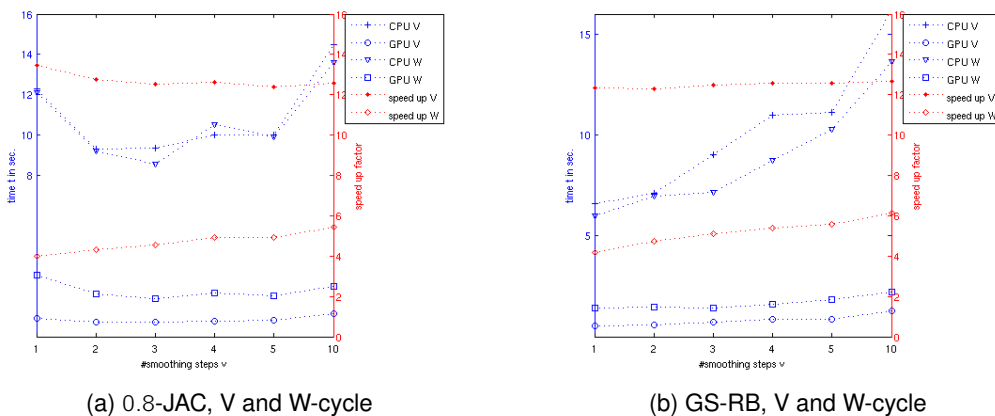 16
14
12
10
8
time t in sec.
16
14
12
10
8
6
4
2
0
speed up factor
1
2
3
4
5
10
#smoothing steps ν
CPU V
GPU V
CPU W
GPU W
speed up V
speed up W
(a) 0.8-JAC, V and W-cycle
15
10
5
time t in sec.
16
14
12
10
8
6
4
2
0
speed up factor
1
2
3
4
5
10
#smoothing steps ν
CPU V
GPU V
CPU W
GPU W
speed up V
speed up W
(b) GS-RB, V and W-cycle